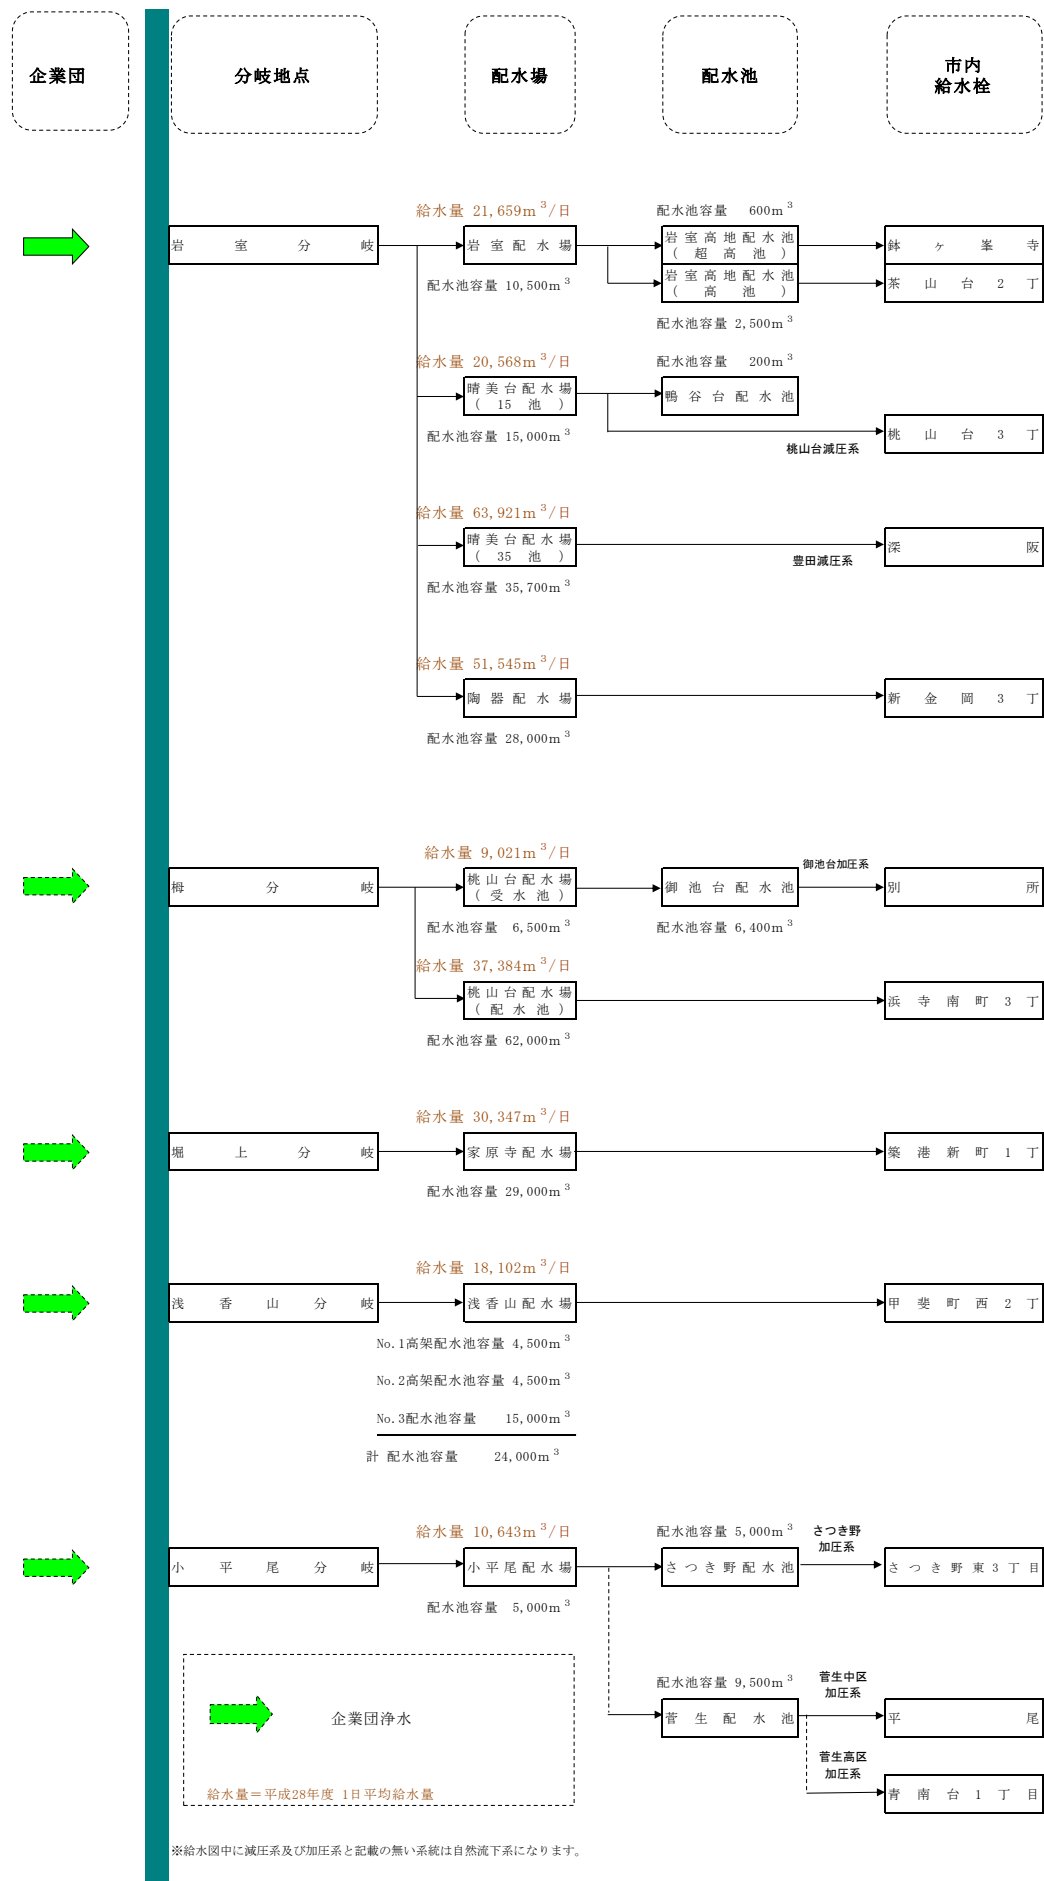 企業団
分岐地点
配水場
配水池
市内
給水栓
給水量 21,659m³/日
配水池容量 600m³
岩室分岐
岩室配水場
岩室高地配水池
(超高池)
鉢ヶ峯寺
岩室高地配水池
(高池)
茶山台2丁
配水池容量 10,500m³
配水池容量 2,500m³
給水量 20,568m³/日
配水池容量 200m³
晴美台配水場
(15池)
鴨谷台配水池
配水池容量 15,000m³
桃山台3丁
桃山台減圧系
給水量 63,921m³/日
晴美台配水場
(35池)
深阪
豊田減圧系
配水池容量 35,700m³
給水量 51,545m³/日
陶器配水場
新金岡3丁
配水池容量 28,000m³
給水量 9,021m³/日
御池台加圧系
栂分岐
桃山台配水場
(受水池)
御池台配水池
別所
配水池容量 6,500m³
配水池容量 6,400m³
給水量 37,384m³/日
桃山台配水場
(配水池)
浜寺南町3丁
配水池容量 62,000m³
給水量 30,347m³/日
堀上分岐
家原寺配水場
築港新町1丁
配水池容量 29,000m³
給水量 18,102m³/日
浅香山分岐
浅香山配水場
甲斐町西2丁
No.1高架配水池容量 4,500m³
No.2高架配水池容量 4,500m³
No.3配水池容量 15,000m³
計 配水池容量 24,000m³
給水量 10,643m³/日
配水池容量 5,000m³
さつき野
加圧系
小平尾分岐
小平尾配水場
さつき野配水池
さつき野東3丁目
配水池容量 5,000m³
配水池容量 9,500m³
菅生中区
加圧系
菅生配水池
平尾
菅生高区
加圧系
青南台1丁目
企業団浄水
給水量＝平成28年度 1日平均給水量
※給水図中に減圧系及び加圧系と記載の無い系統は自然流下系になります。